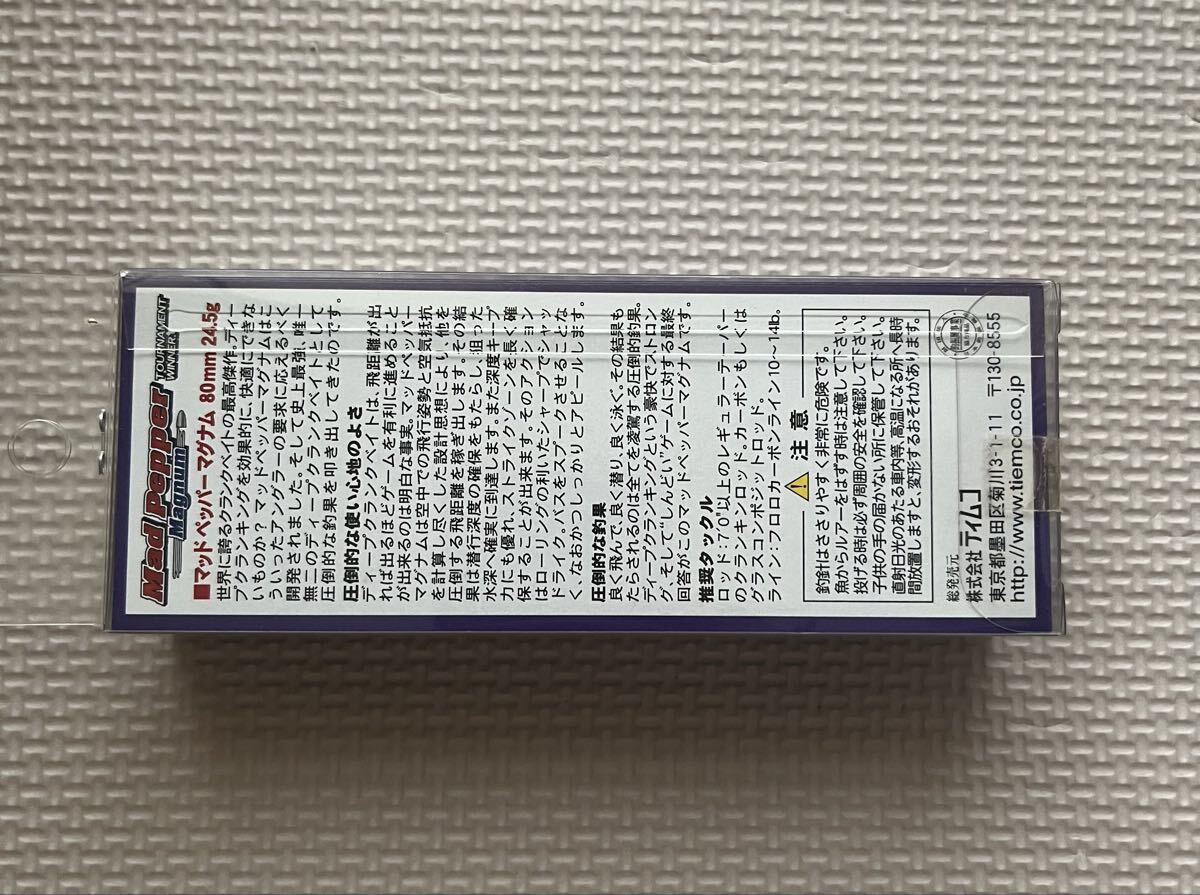 Mad Pepper
Magnum
TOURNAMENT
WINNER
■マッドペッパーマグナム 80mm 24.5g
世界に誇るクランクベイトの最高傑作。ディー
プクランキングを効果的に、快適にできな
いものか?マッドペッパーマグナムはこ
ういったアングラーの要求に応えるべく
開発されました。そして史上最強、唯一
無二のディープクランクベイトとして
圧倒的な釣果を叩き出してきたのです。
圧倒的な使い心地のよさ
ディープクランクベイトは、飛距離が出
れば出るほどゲームを有利に進めること
が出来るのは明白な事実。マッドペッパー
マグナムは空中での飛行姿勢と空気抵抗
を計算し尽くした設計思想により、他を
圧倒する飛距離を稼ぎ出します。その結
果は潜行深度の確保をもたらし、狙った
水深へ確実に到達します。また深度キープ
力にも優れ、ストライクゾーンを長く確
保することが出来ます。そのアクション
はローリングの利いたシャープでシャッ
ドライク。バスをスプークさせることな
く、なおかつしっかりとアピールします。
圧倒的な釣果
良く飛んで、良く潜り、良く泳ぐ。その結果も
たらされるのは全てを凌駕する圧倒的釣果。
ディープクランキングという豪快でストロン
グ、そして“しんどい”ゲームに対する最終
回答がこのマッドペッパーマグナムです。
推奨タックル
ロッド:7'0"以上のレギュラーテーパー
のクランキンロッド。カーボンもしくは
グラスコンポジットロッド。
ライン:フロロカーボンライン10〜14lb。
注意
釣針はささりやすく非常に危険です。
魚からルアーをはずす時は注意して下さい。
投げる時は必ず周囲の安全を確認して下さい。
子供の手の届かない所に保管して下さい。
直射日光のあたる車内等、高温になる所へ長時
間放置しますと、変形するおそれがあります。
総発売元
株式会社 ティムコ
東京都墨田区菊川3-1-11 〒130-8555
http://www.tiemco.co.jp